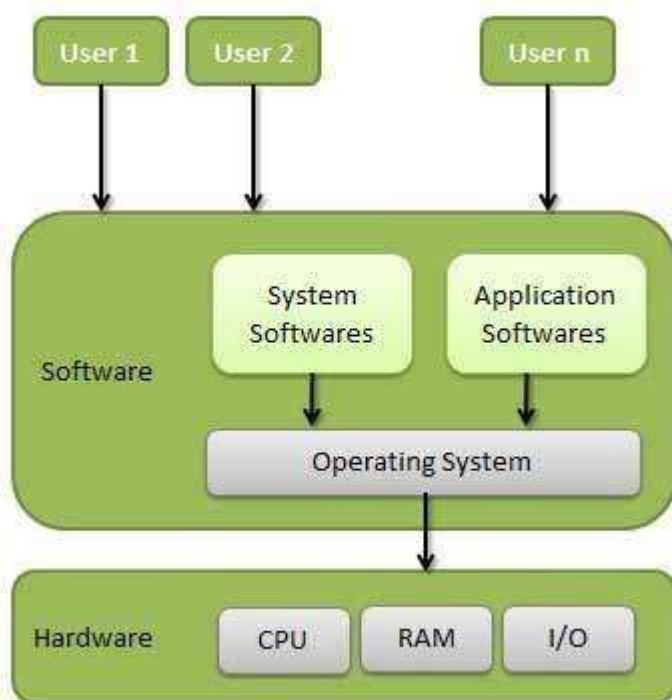 User 1
User 2
User n
System
Softwares
Application
Softwares
Software
Operating System
Hardware
CPU
RAM
I/O